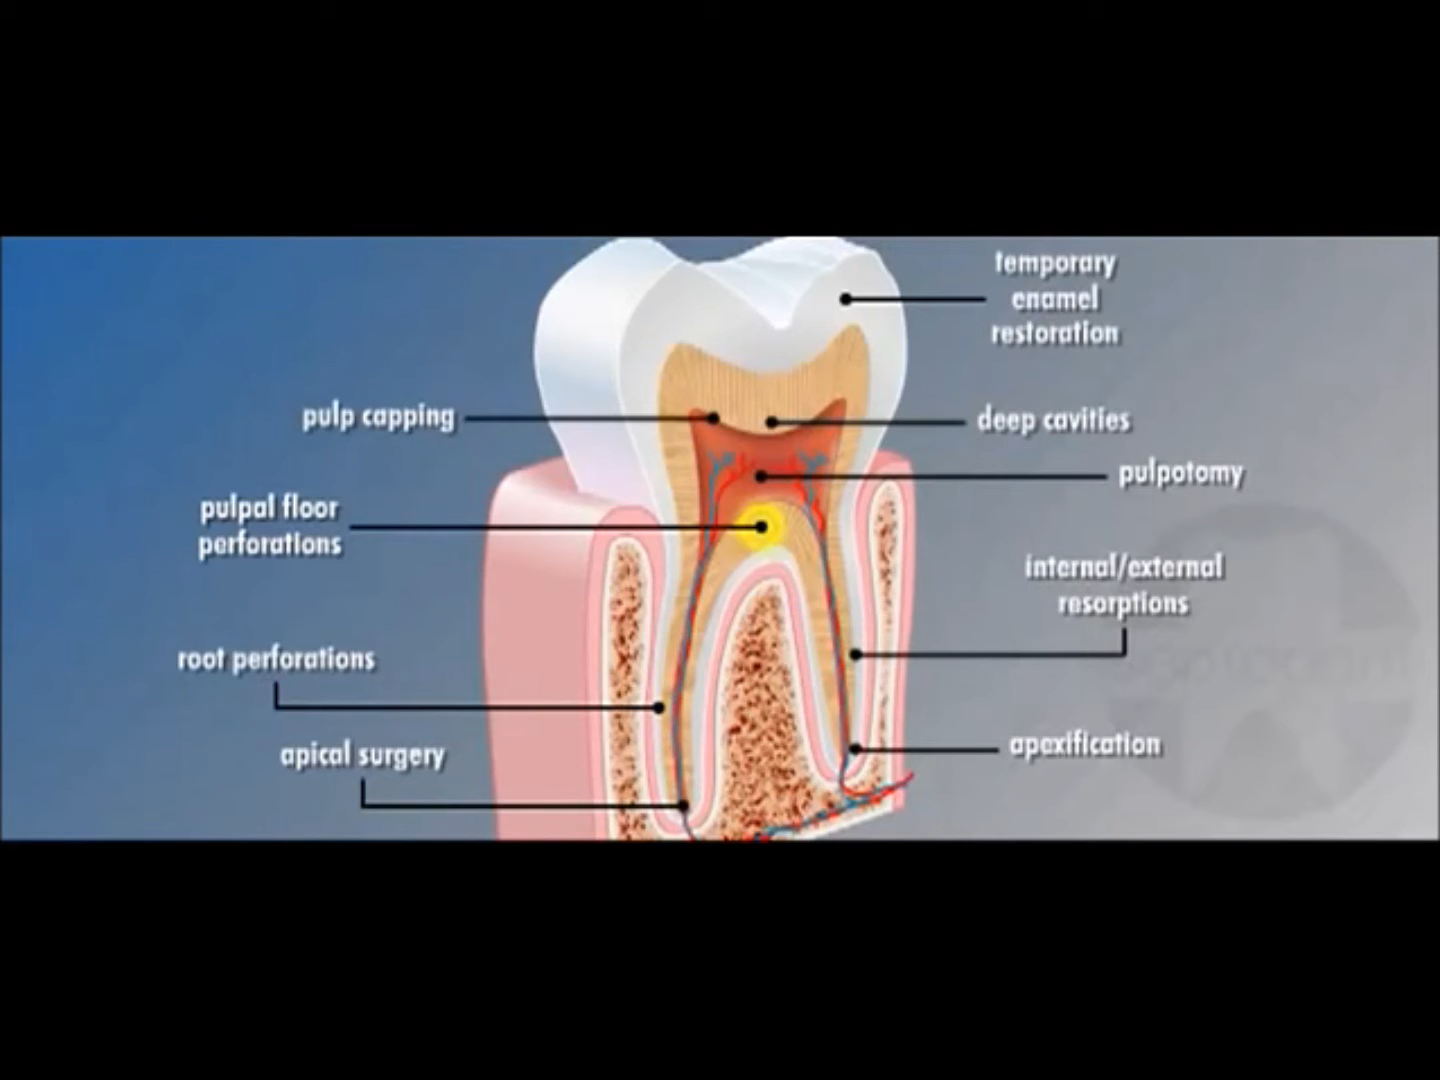 temporary
enamel
restoration
pulp capping
deep cavities
pulpotomy
pulpal floor
perforations
internal/external
resorptions
root perforations
apexification
apical surgery